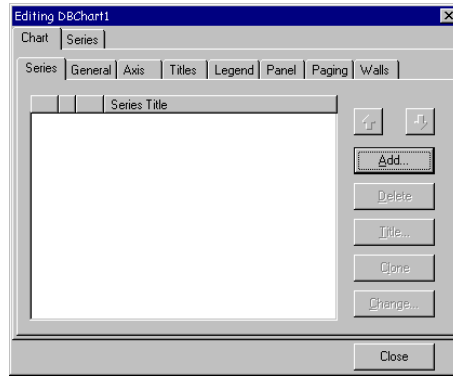 Editing DBChart1
Chart Series
Series General Axis Titles Legend Panel Paging Walls
Series Title
Add...
Delete
Title...
Clone
Change...
Close